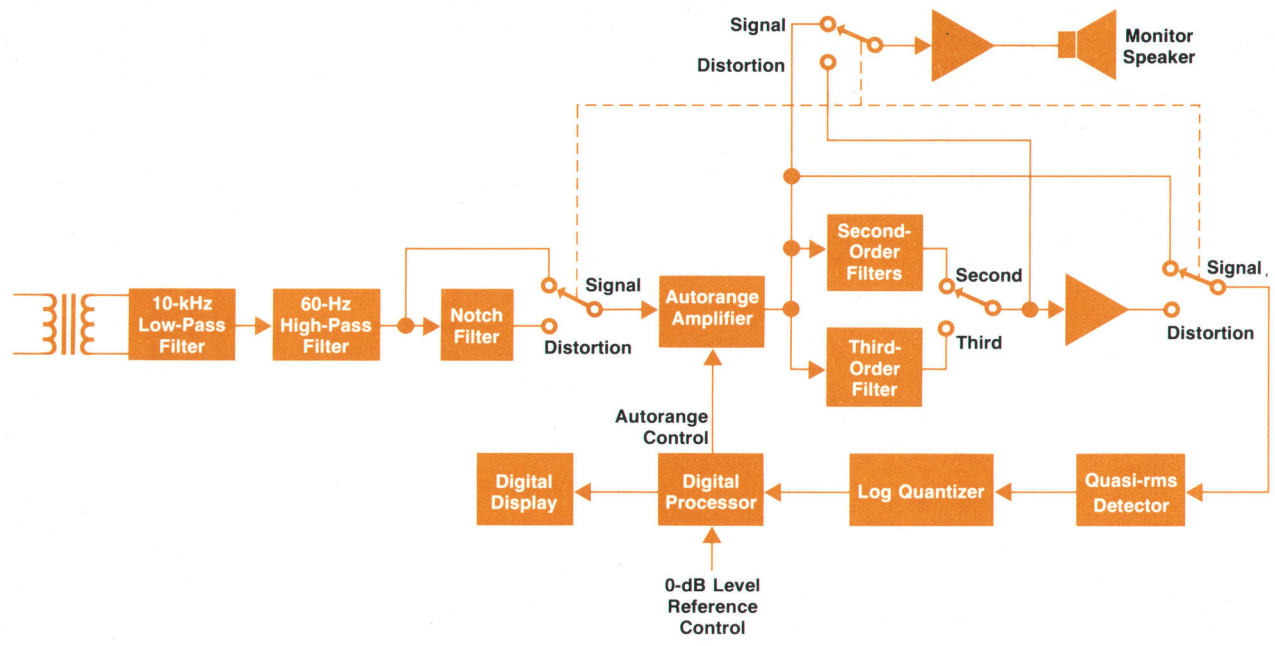 Signal
Distortion
Monitor
Speaker
Second-
Order
Filters
Second
Signal
Distortion
10-kHz
Low-Pass
Filter
60-Hz
High-Pass
Filter
Notch
Filter
Signal
Distortion
Autorange
Amplifier
Third-
Order
Filter
Third
Autorange
Control
Digital
Display
Digital
Processor
Log Quantizer
Quasi-rms
Detector
0-dB Level
Reference
Control